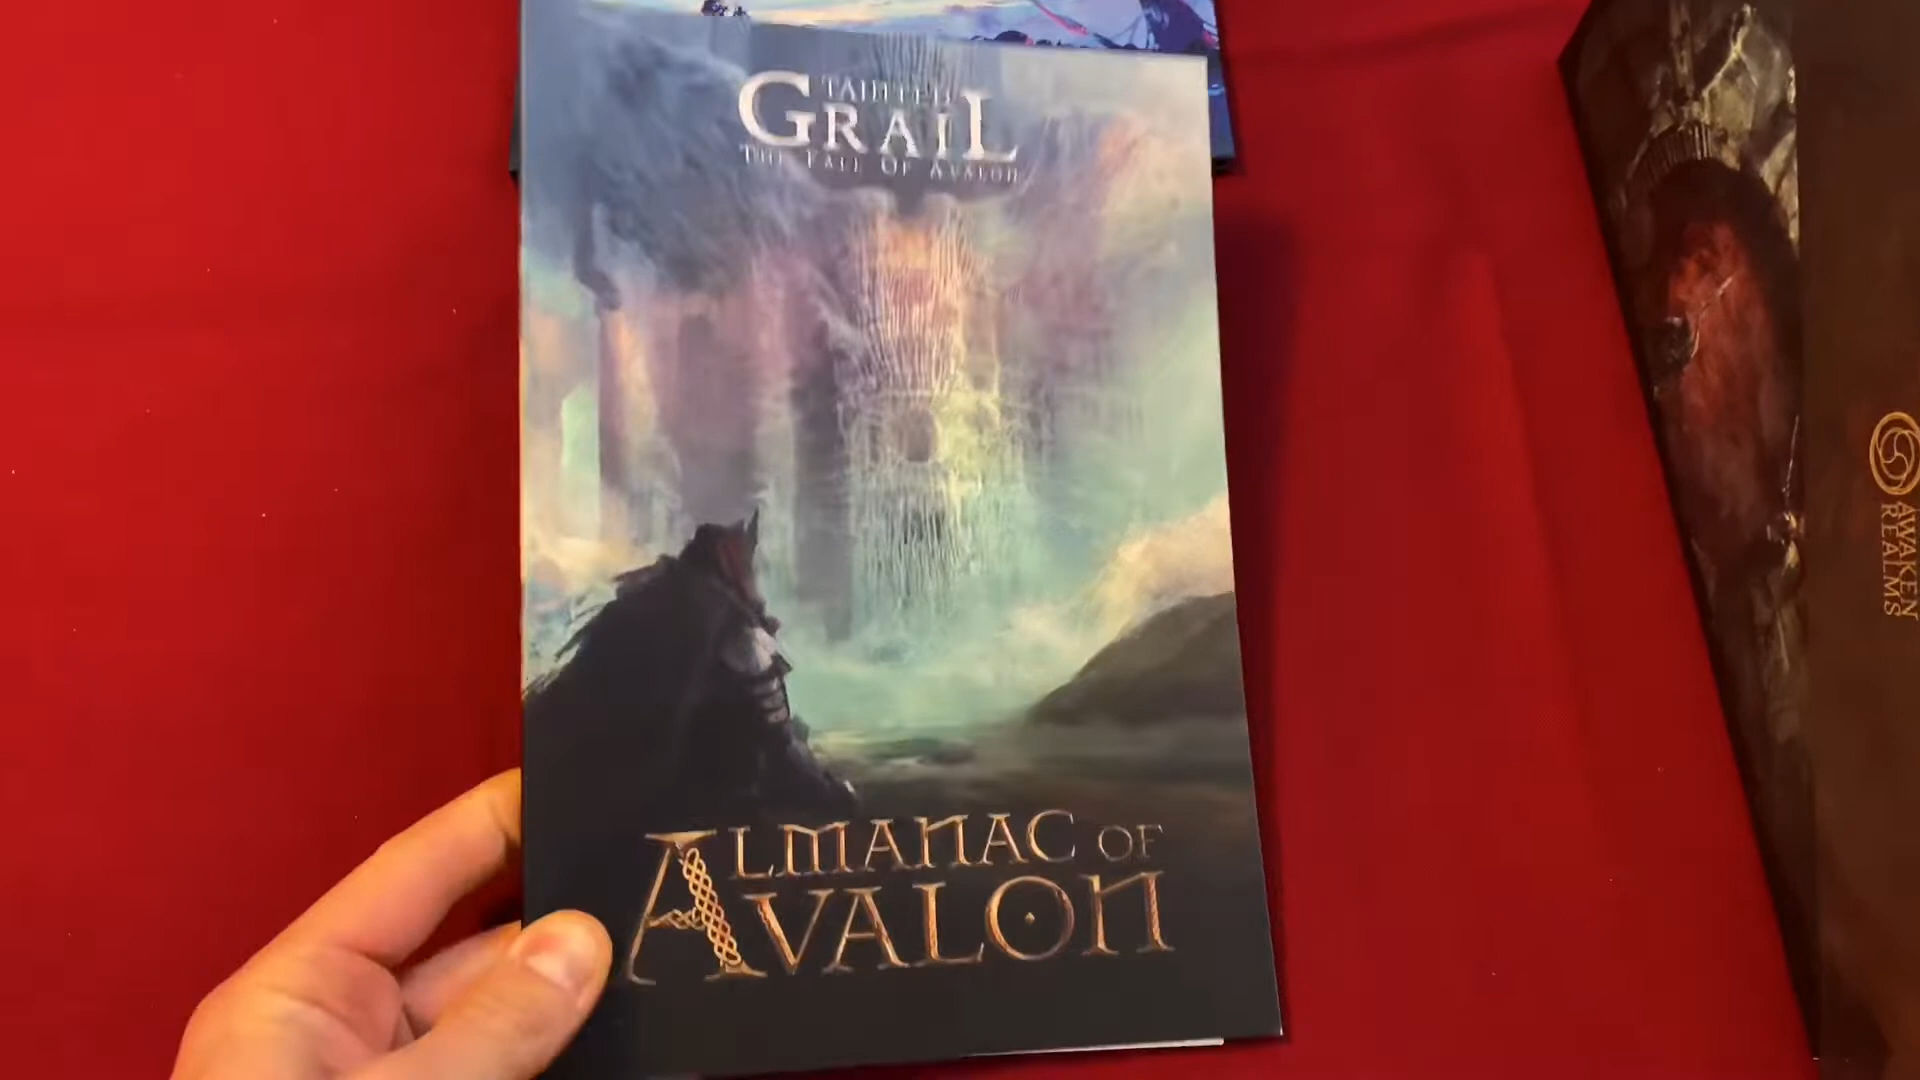 TAINTED
GRAIL
THE FALL OF AVALON
ALMANAC OF
AVALON
AWAKEN
REALMS